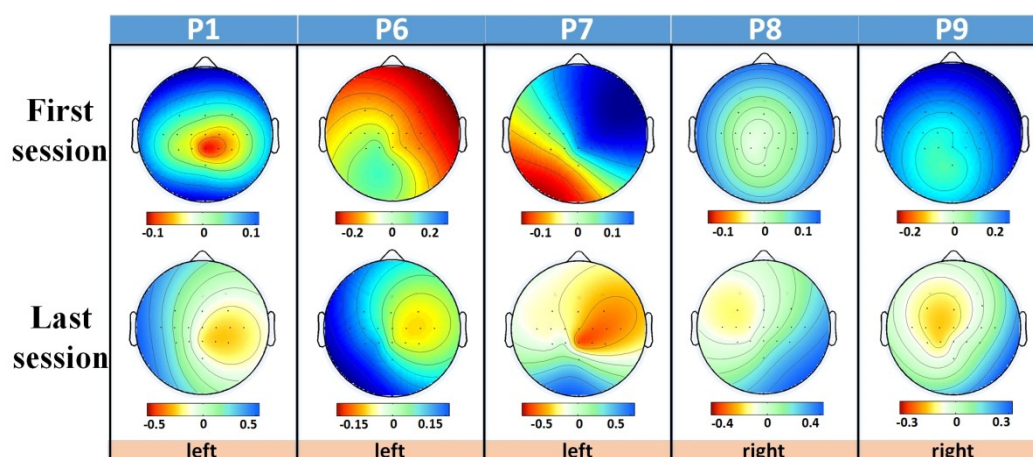 P1 P6 P7 P8 P9
First
session
-0.1 0 0.1 -0.2 0 0.2 -0.1 0 0.1 -0.1 0 0.1 -0.2 0 0.2
Last
session
-0.5 0 0.5 -0.15 0 0.15 -0.5 0 0.5 -0.4 0 0.4 -0.3 0 0.3
left left left right right